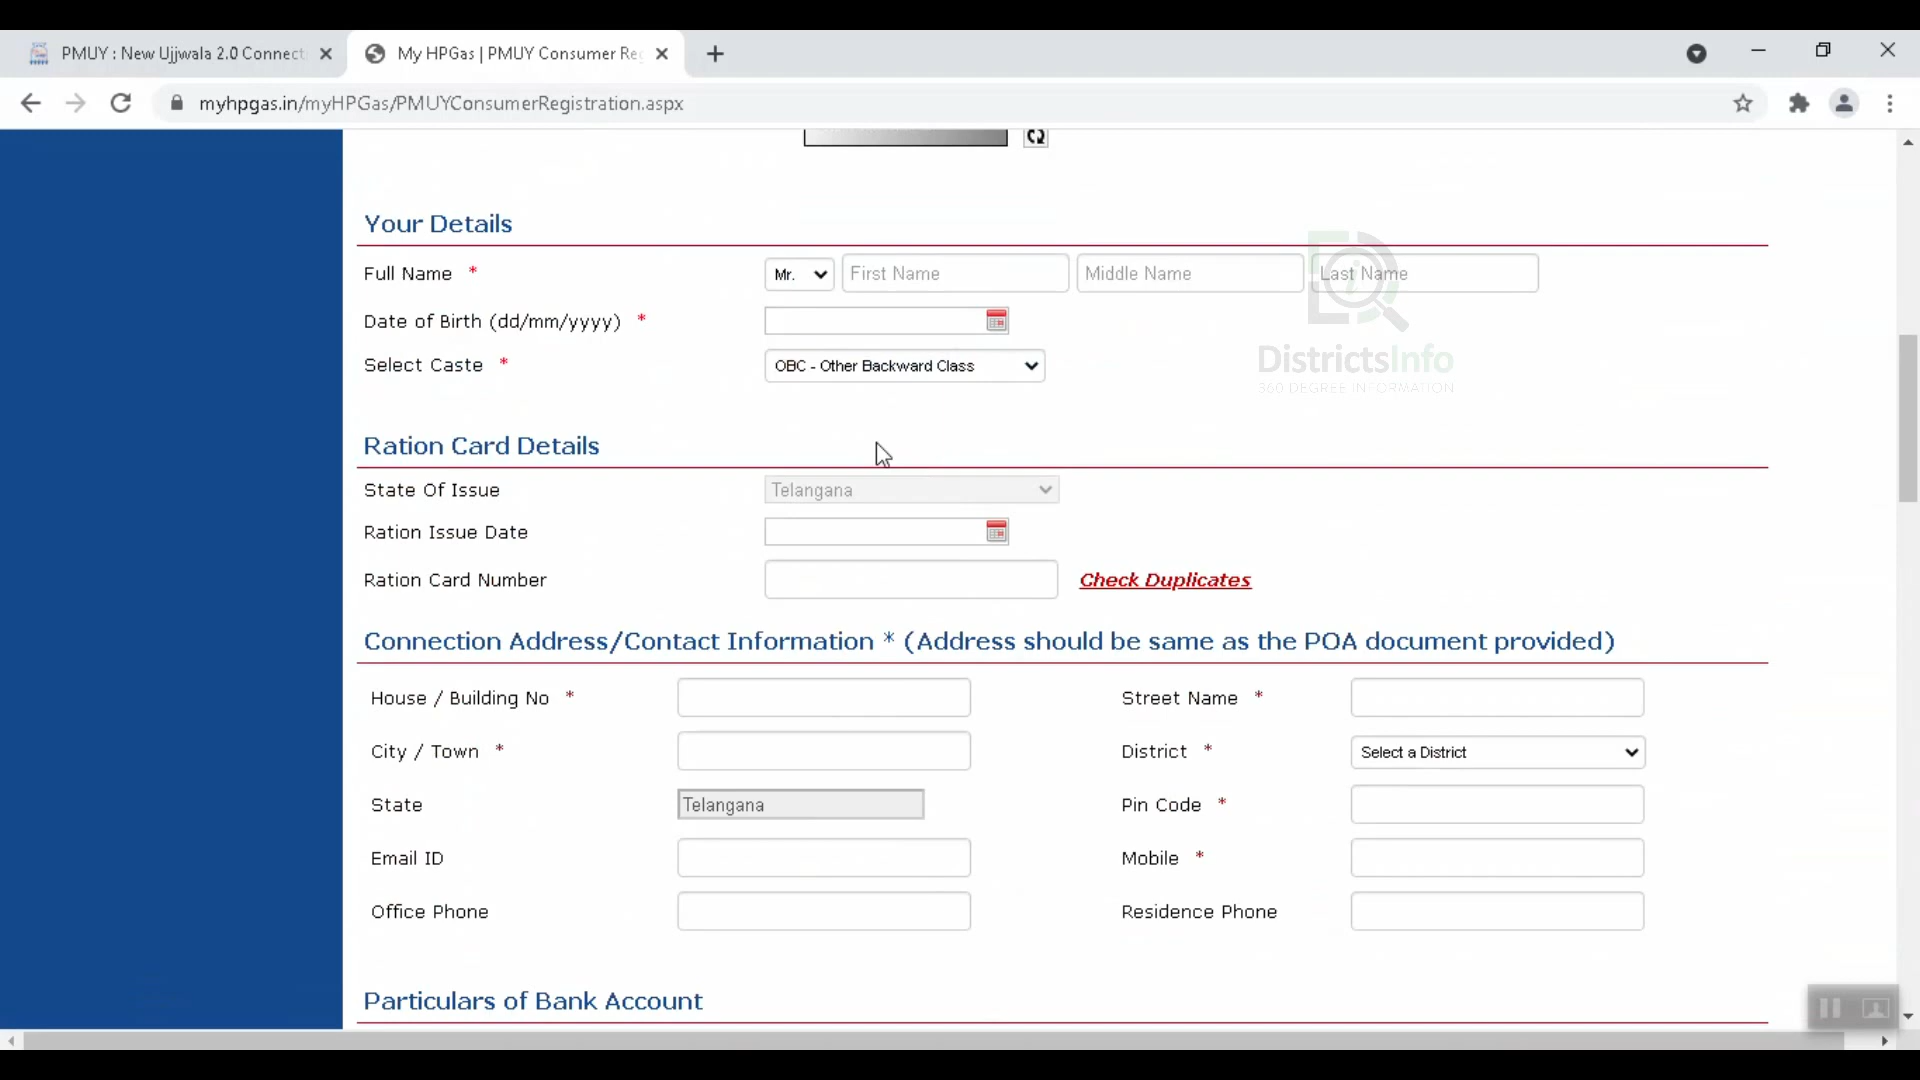 PMUY : New Ujjwala 2.0 Connect
My HPGas | PMUY Consumer Re
myhpgas.in/myHPGas/PMUYConsumerRegistration.aspx
Your Details
Full Name * Mr. First Name Middle Name Last Name
Date of Birth (dd/mm/yyyy) *
Select Caste * OBC - Other Backward Class
DistrictsInfo
360 DEGREE INFORMATION
Ration Card Details
State Of Issue Telangana
Ration Issue Date
Ration Card Number Check Duplicates
Connection Address/Contact Information * (Address should be same as the POA document provided)
House / Building No * Street Name *
City / Town * District * Select a District
State Telangana Pin Code *
Email ID Mobile *
Office Phone Residence Phone
Particulars of Bank Account